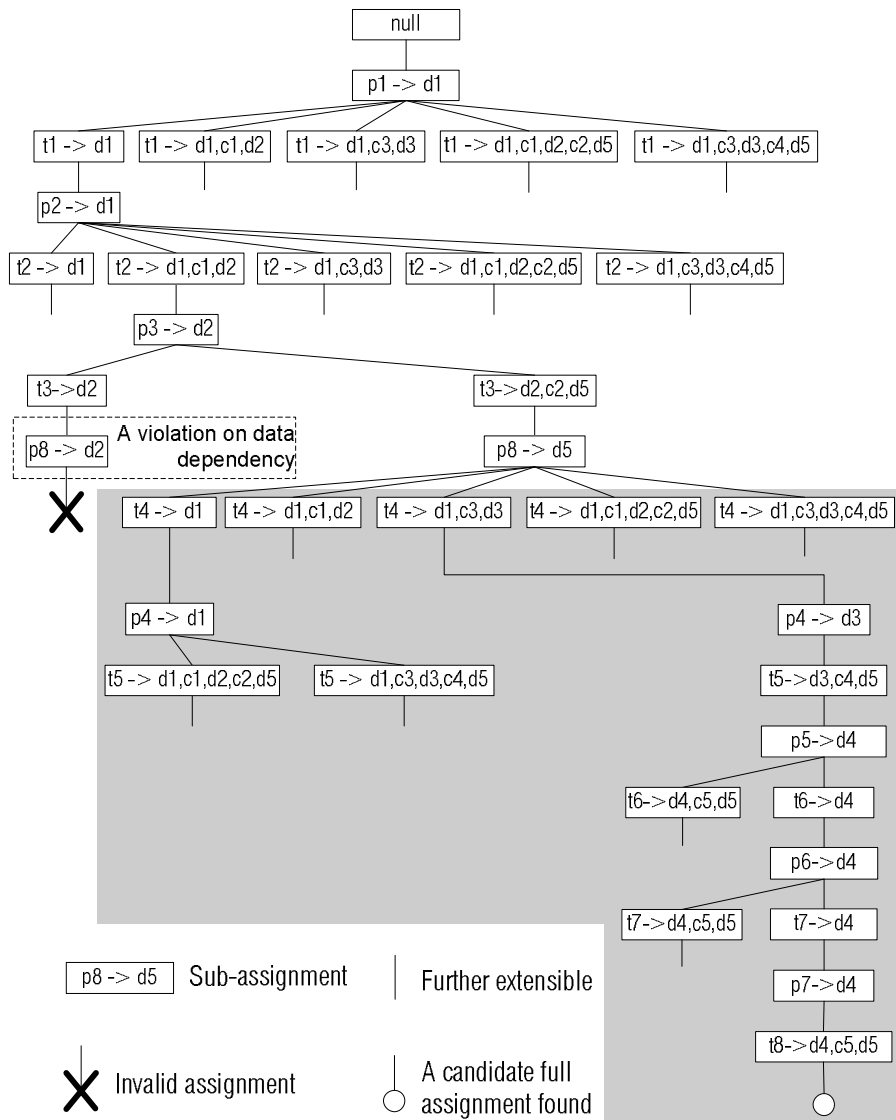 null
p1 -> d1
t1 -> d1
t1 -> d1,c1,d2
t1 -> d1,c3,d3
t1 -> d1,c1,d2,c2,d5
t1 -> d1,c3,d3,c4,d5
p2 -> d1
t2 -> d1
t2 -> d1,c1,d2
t2 -> d1,c3,d3
t2 -> d1,c1,d2,c2,d5
t2 -> d1,c3,d3,c4,d5
p3 -> d2
t3->d2
t3->d2,c2,d5
p8 -> d2
A violation on data
dependency
p8 -> d5
t4 -> d1
t4 -> d1,c1,d2
t4 -> d1,c3,d3
t4 -> d1,c1,d2,c2,d5
t4 -> d1,c3,d3,c4,d5
p4 -> d1
p4 -> d3
t5 -> d1,c1,d2,c2,d5
t5 -> d1,c3,d3,c4,d5
t5->d3,c4,d5
p5->d4
t6->d4,c5,d5
t6->d4
p6->d4
t7->d4,c5,d5
t7->d4
p7->d4
t8->d4,c5,d5
p8 -> d5
Sub-assignment
Further extensible
Invalid assignment
A candidate full
assignment found